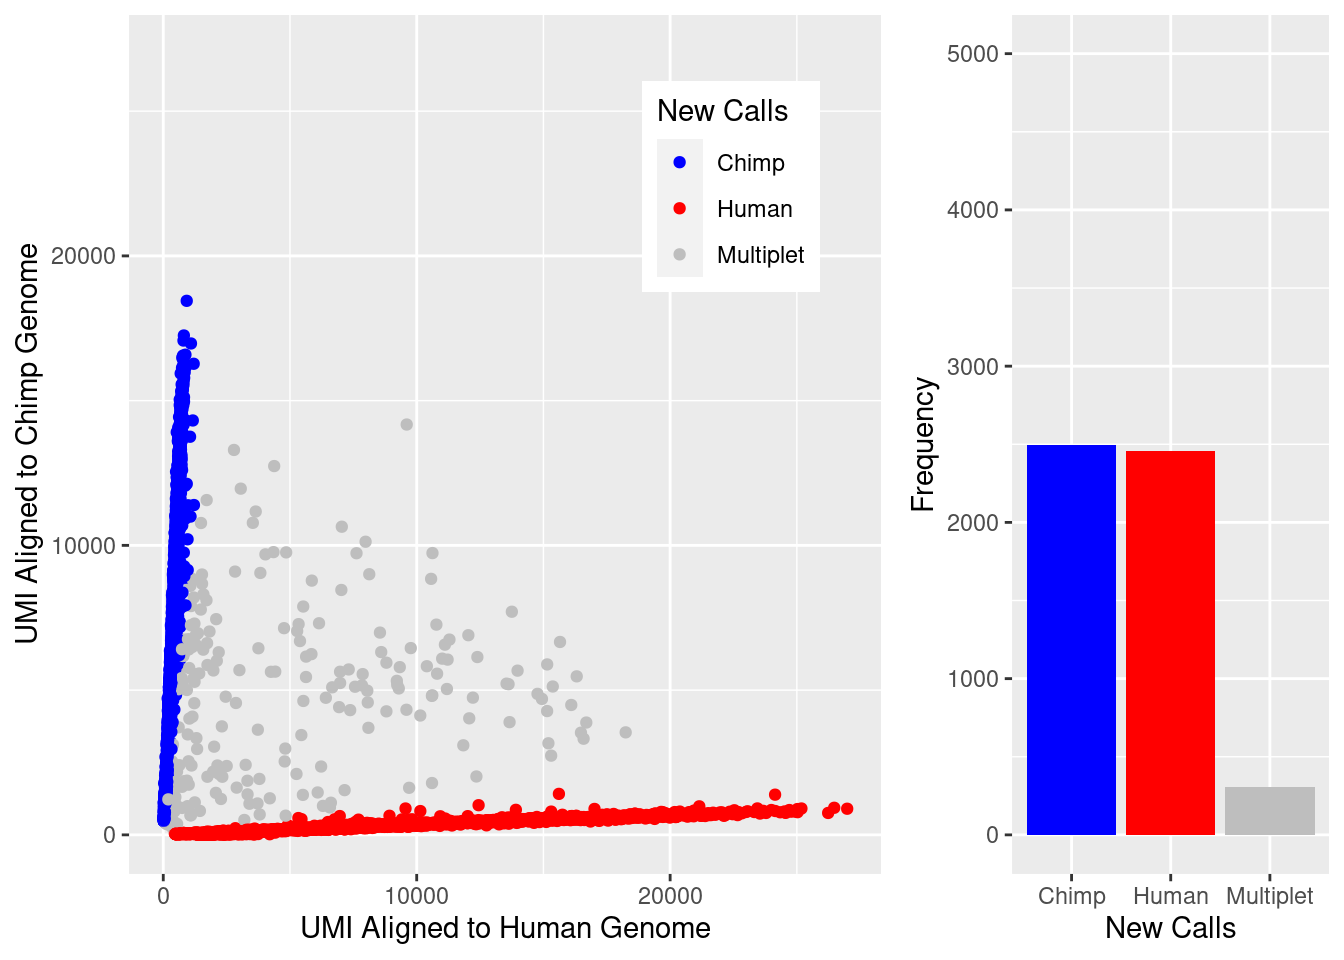 UMI Aligned to Chimp Genome
20000
10000
0
0
10000
20000
UMI Aligned to Human Genome
New Calls
Chimp
Human
Multiplet
Frequency
5000
4000
3000
2000
1000
0
Chimp
Human
Multiplet
New Calls